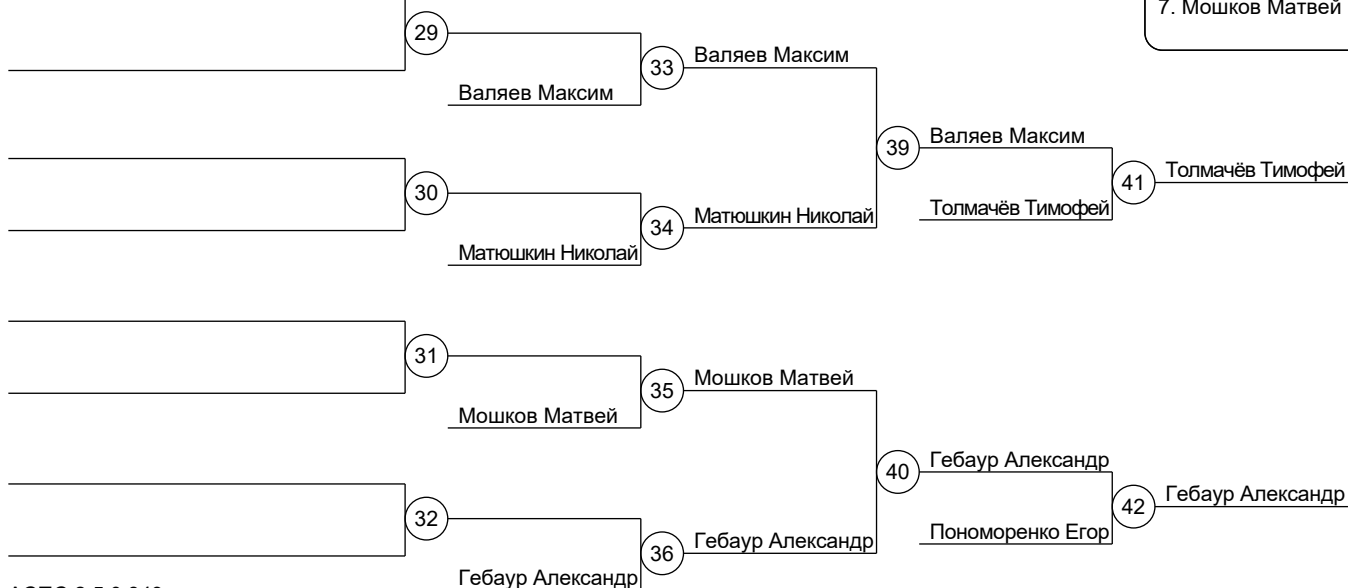 7. Мошков Матвей
29
Валяев Максим
33
Валяев Максим
39
Валяев Максим
41
Толмачёв Тимофей
Толмачёв Тимофей
30
Матюшкин Николай
34
Матюшкин Николай
31
Мошков Матвей
35
Мошков Матвей
40
Гебаур Александр
42
Гебаур Александр
Пономоренко Егор
32
Гебаур Александр
36
Гебаур Александр